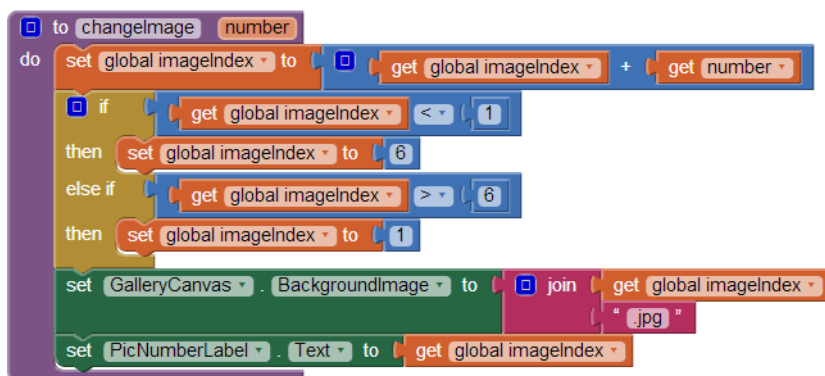 to changeImage number
do set global imageIndex to get global imageIndex + get number
if get global imageIndex < 1
then set global imageIndex to 6
else if get global imageIndex > 6
then set global imageIndex to 1
set GalleryCanvas . BackgroundImage to join get global imageIndex
“ .jpg ”
set PicNumberLabel . Text to get global imageIndex